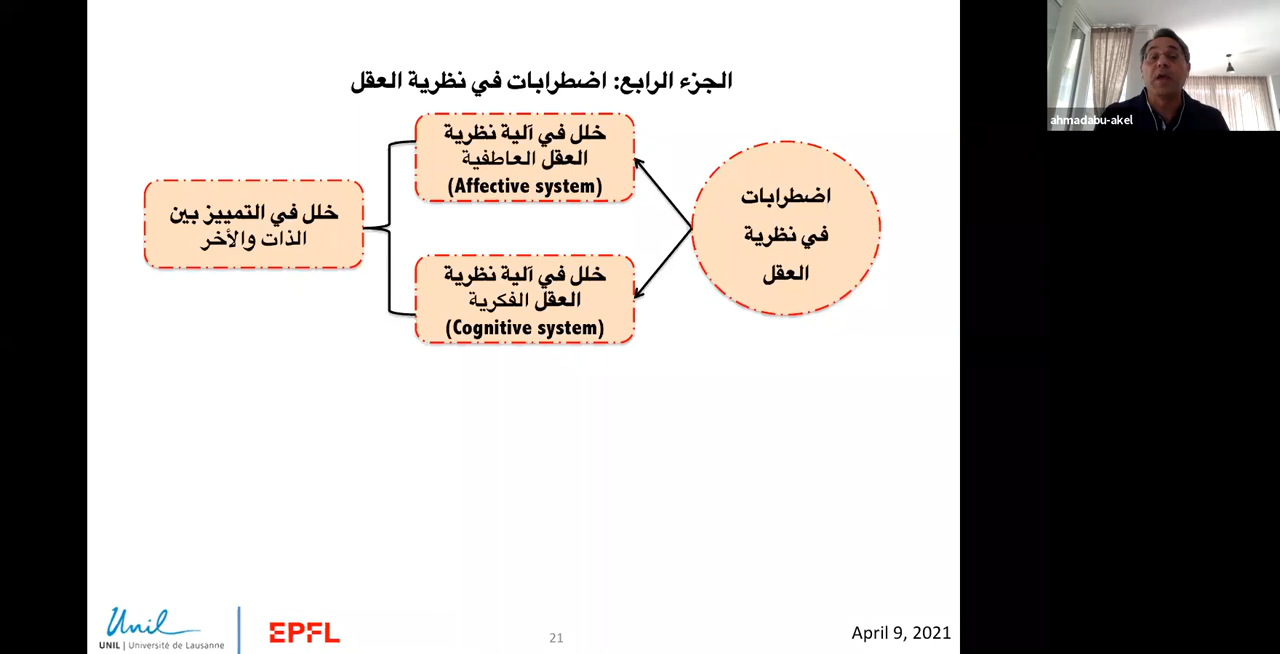 الجزء الرابع: اضطرابات في نظرية العقل
اضطرابات
في نظرية
العقل
خلل في آلية نظرية
العقل العاطفية
(Affective system)
خلل في آلية نظرية
العقل الفكرية
(Cognitive system)
خلل في التمييز بين
الذات والأخر
ahmadabu-akel
Unil
UNIL | Université de Lausanne
EPFL
21
April 9, 2021